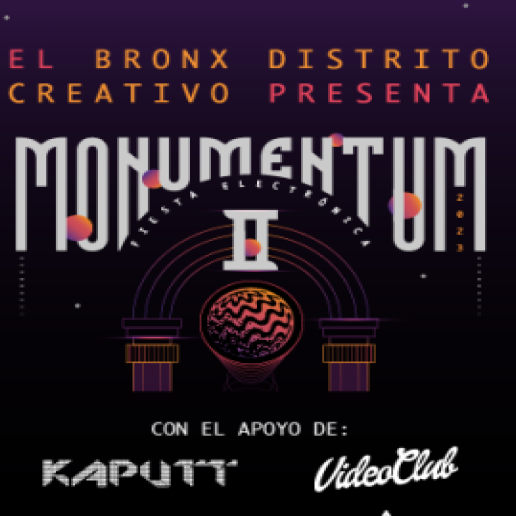 EL BRONX DISTRITO
CREATIVO PRESENTA
MONUMENTUM
FIESTA ELECTRÓNICA
II
2023
CON EL APOYO DE:
KAPUTT
VideoClub